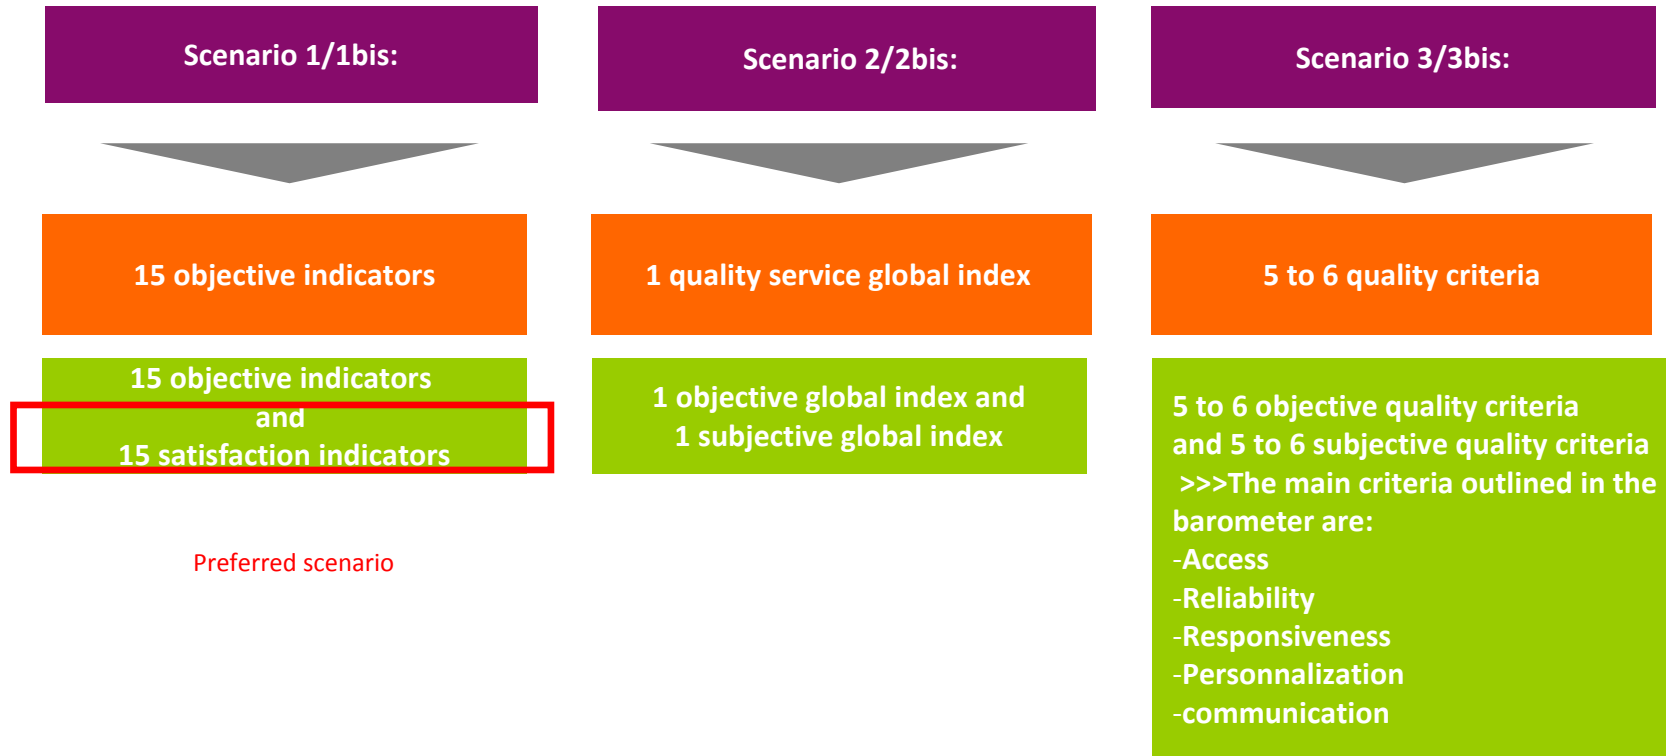 Scenario 1/1bis:
Scenario 2/2bis:
Scenario 3/3bis:
15 objective indicators
1 quality service global index
5 to 6 quality criteria
15 objective indicators
and
15 satisfaction indicators
1 objective global index and
1 subjective global index
5 to 6 objective quality criteria
and 5 to 6 subjective quality criteria
>>>The main criteria outlined in the
barometer are:
-Access
-Reliability
-Responsiveness
-Personnalization
-communication
Preferred scenario